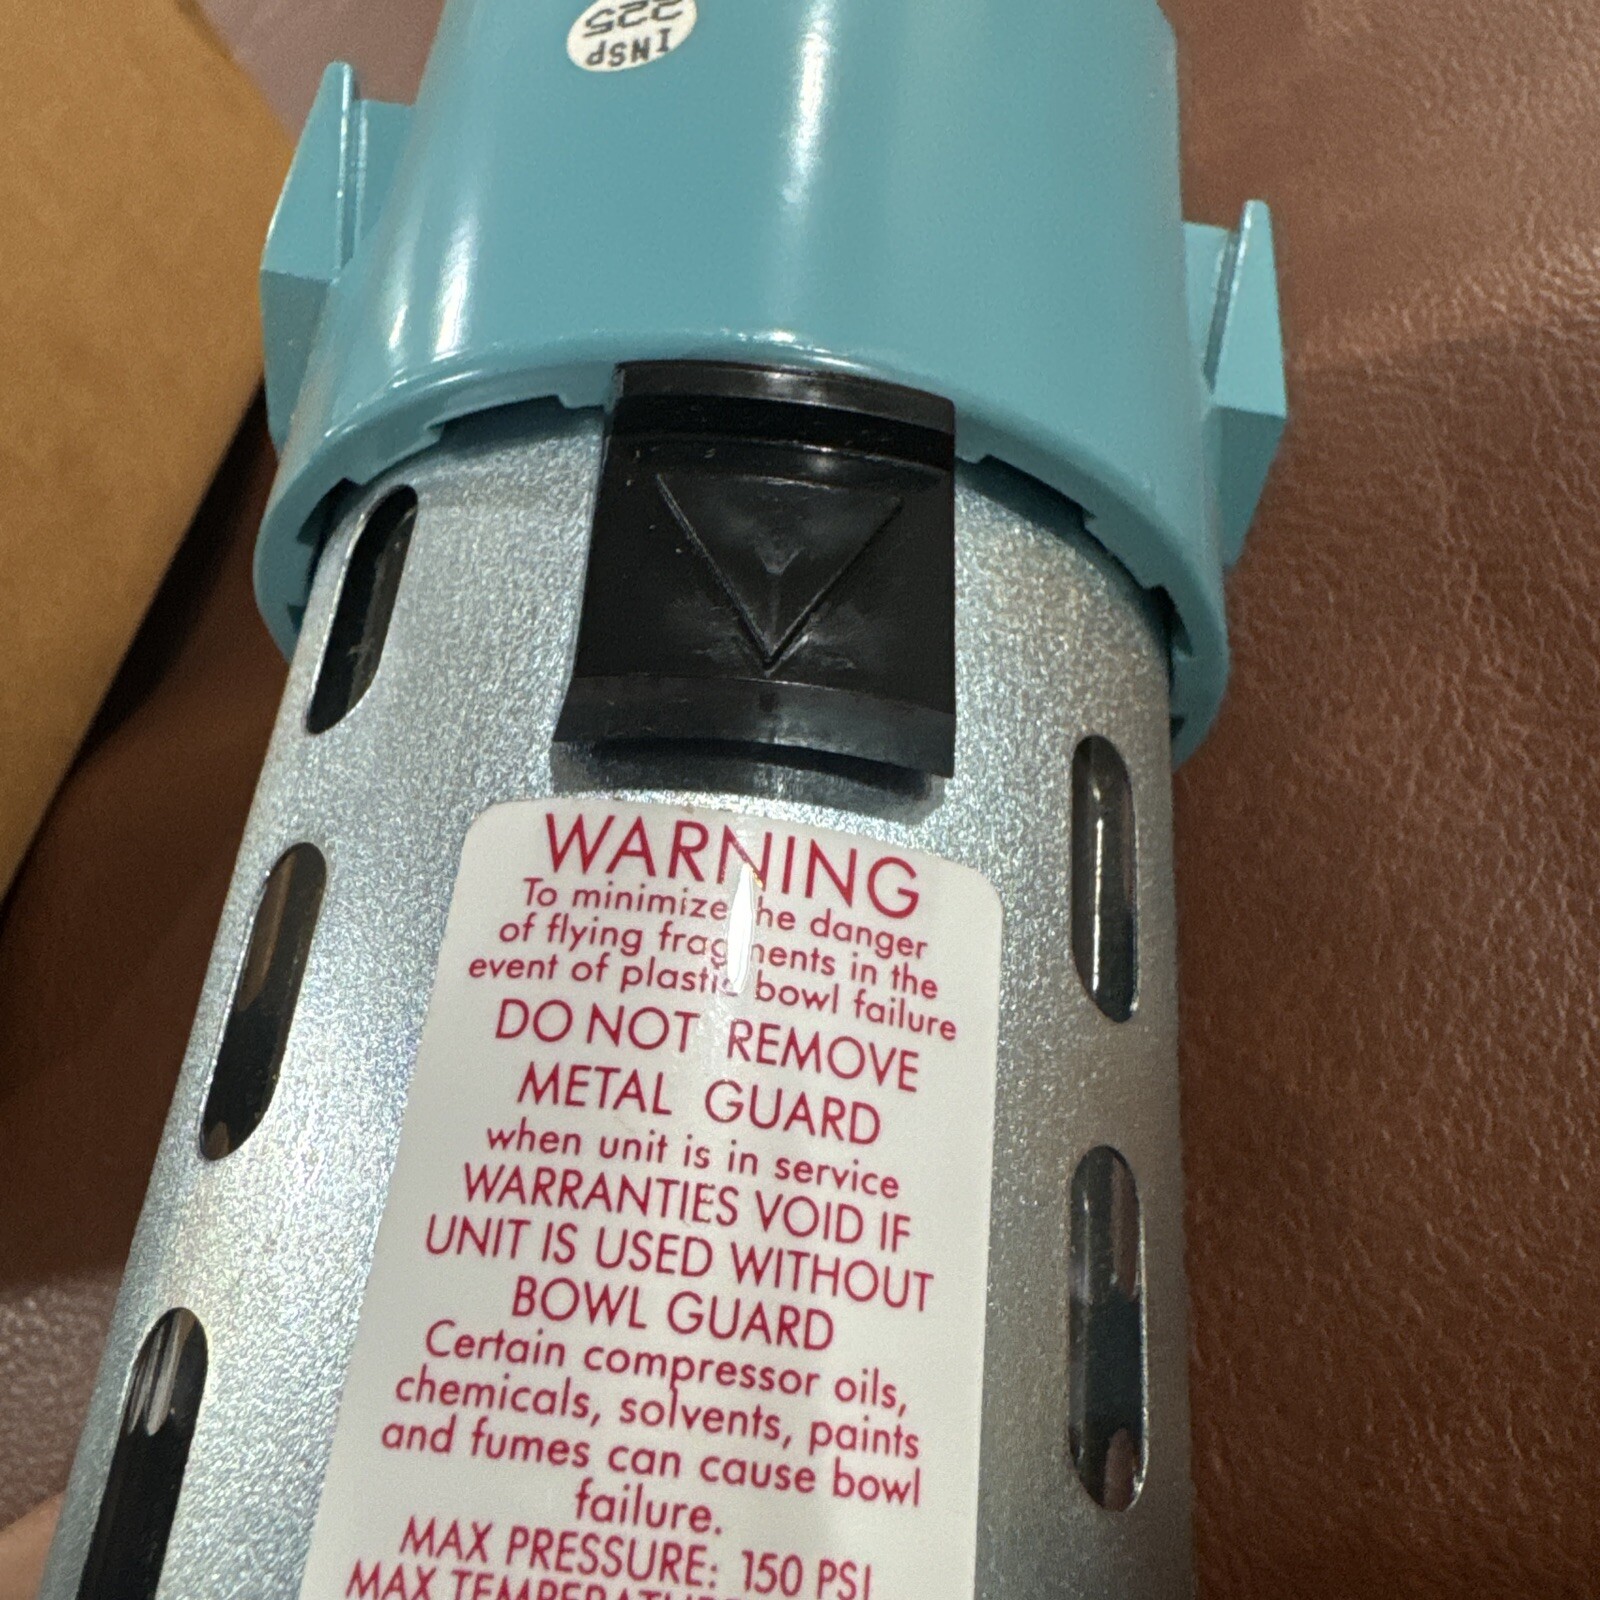 INSP
225
WARNING
To minimize the danger
of flying fragments in the
event of plastic bowl failure
DO NOT REMOVE
METAL GUARD
when unit is in service
WARRANTIES VOID IF
UNIT IS USED WITHOUT
BOWL GUARD
Certain compressor oils,
chemicals, solvents, paints
and fumes can cause bowl
failure.
MAX PRESSURE: 150 PSI
MAX